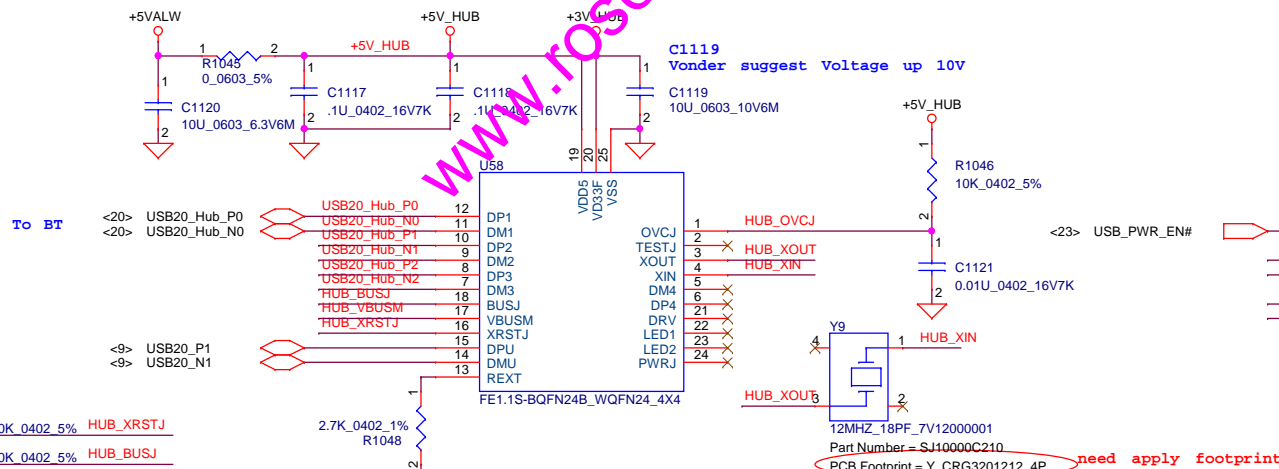 +5VALW
+5V_HUB
+3V_HUB
1 2
+5V_HUB
R1045
0_0603_5%
C1119
Vonder suggest Voltage up 10V
1
C1120
10U_0603_6.3V6M
2
1
C1117
.1U_0402_16V7K
2
1
C1118
.1U_0402_16V7K
2
1
C1119
10U_0603_10V6M
2
www.ros
+5V_HUB
1
R1046
10K_0402_5%
2
1
C1121
0.01U_0402_16V7K
2
19
20
25
U58
VDD5
VD33F
VSS
To BT
<20> USB20_Hub_P0
<20> USB20_Hub_N0
USB20_Hub_P0 12 DP1
USB20_Hub_N0 11 DM1
USB20_Hub_P1 10 DP2
USB20_Hub_N1 9 DM2
USB20_Hub_P2 8 DP3
USB20_Hub_N2 7 DM3
HUB_BUSJ 18 BUSJ
HUB_VBUSM 17 VBUSM
HUB_XRSTJ 16 XRSTJ
<9> USB20_P1 15 DPU
<9> USB20_N1 14 DMU
13 REXT
OVCJ 1 HUB_OVCJ
TESTJ 2
XOUT 3 HUB_XOUT
XIN 4 HUB_XIN
DM4 5
DP4 6
DRV 21
LED1 22
LED2 23
PWRJ 24
FE1.1S-BQFN24B_WQFN24_4X4
<23> USB_PWR_EN#
1
2.7K_0402_1%
R1048
2
Y9
4
1 HUB_XIN
HUB_XOUT 3
2
12MHZ_18PF_7V12000001
Part Number = SJ10000C210
PCB Footprint = Y_CRG3201212_4P
need apply footprint
0K_0402_5% HUB_XRSTJ
0K_0402_5% HUB_BUSJ